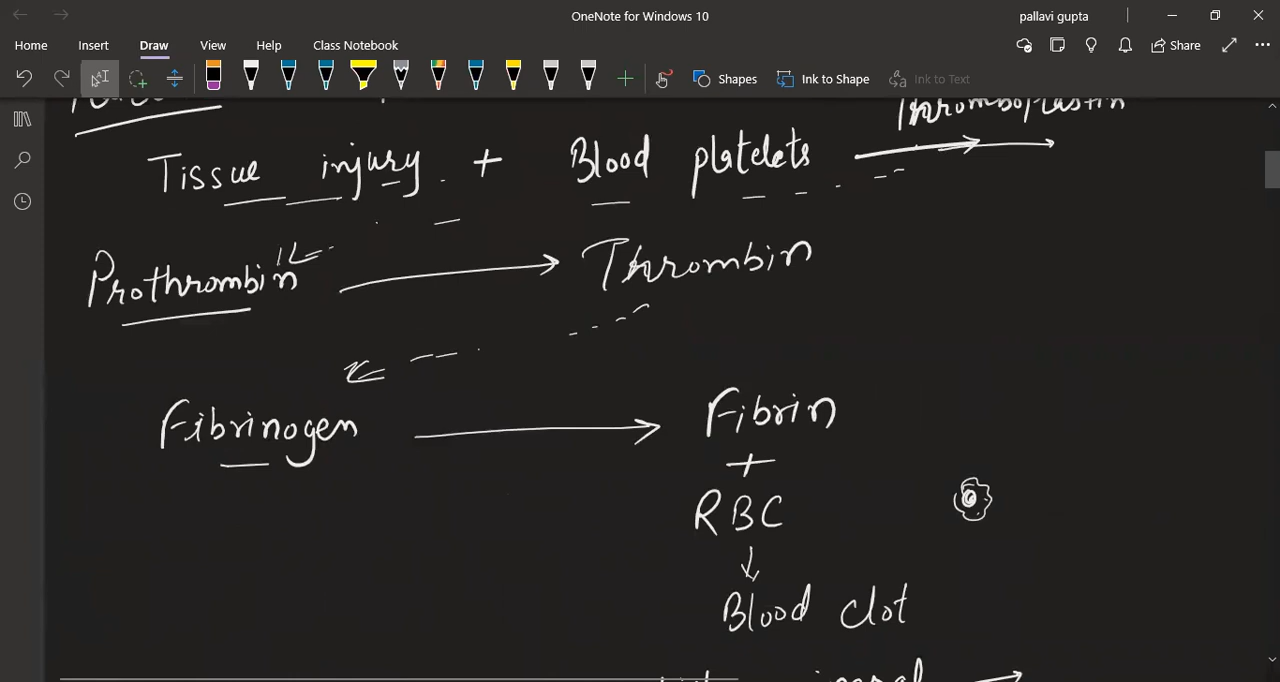 OneNote for Windows 10
pallavi gupta
Home Insert Draw View Help Class Notebook
Share
Shapes Ink to Shape Ink to Text
Thromboplastin
Tissue injury + Blood platelets
Prothrombin Thrombin
Fibrinogen Fibrin
+
RBC
Blood clot